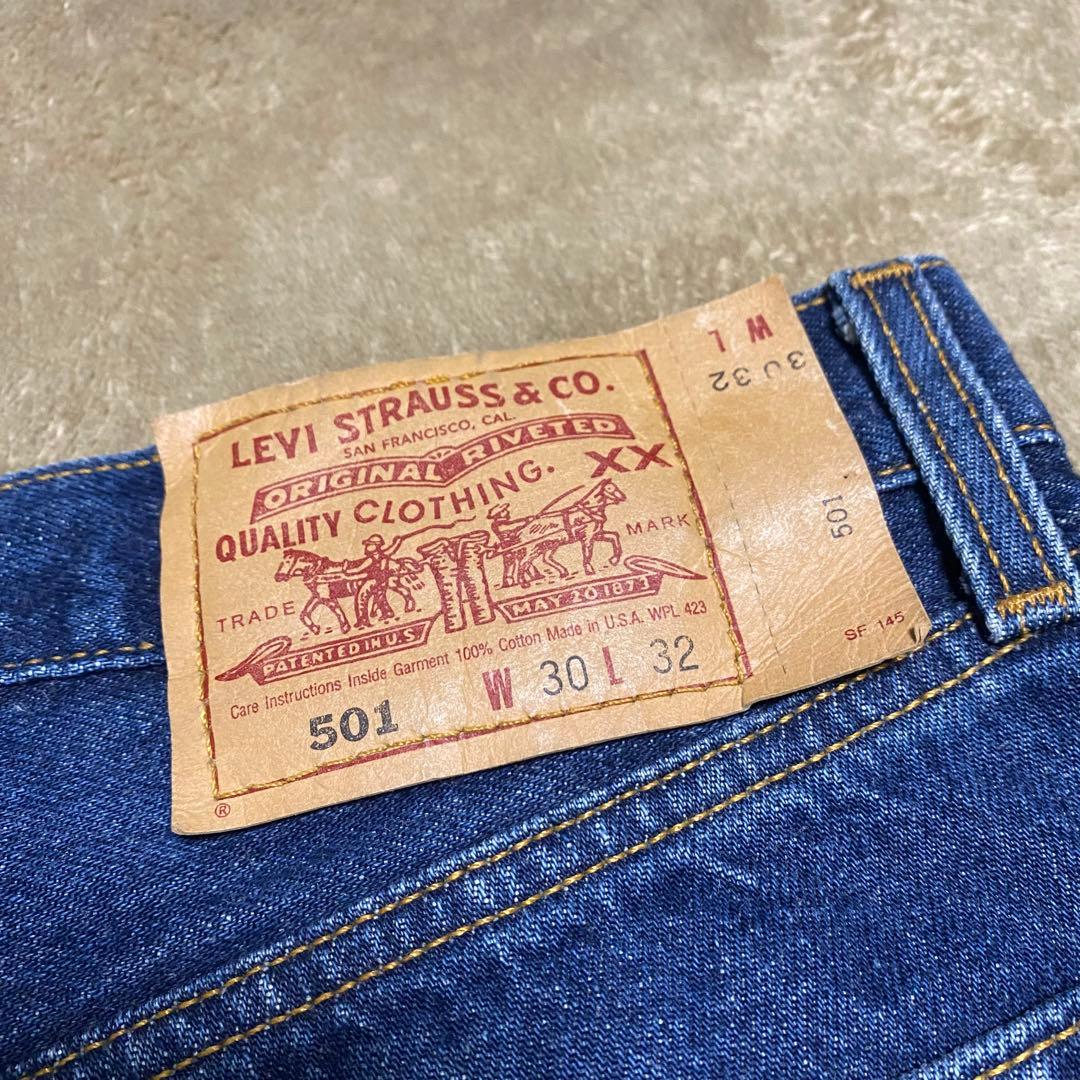 LEVI STRAUSS & CO.
SAN FRANCISCO, CAL.
ORIGINAL RIVETED
QUALITY CLOTHING. XX
TRADE MARK
PATENTED IN U.S. MAY 20 1873
Care Instructions Inside Garment 100% Cotton Made in U.S.A. WPL 423
501 W 30 L 32
®
W L
30 32
501
SF 145